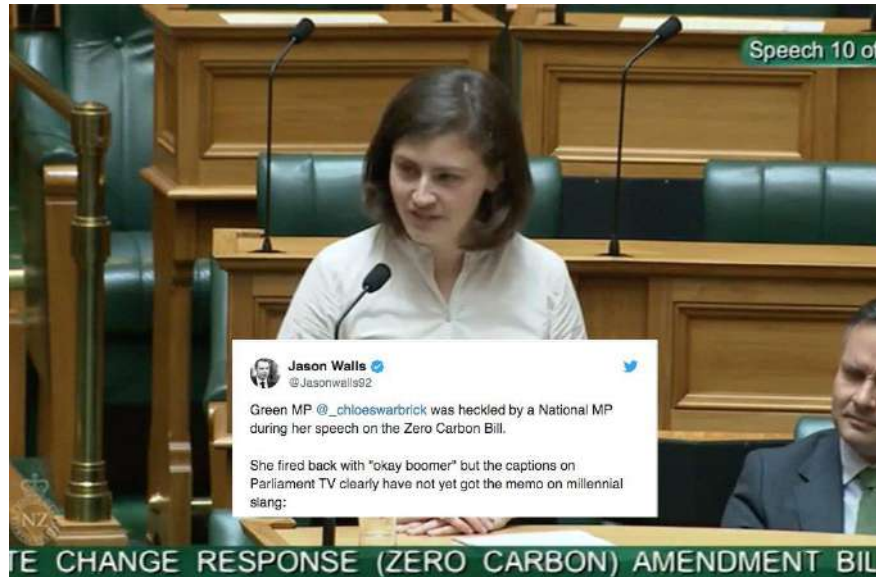 Speech 10 of
Jason Walls
@Jasonwalls92
Green MP @_chloeswarbrick was heckled by a National MP
during her speech on the Zero Carbon Bill.
She fired back with "okay boomer" but the captions on
Parliament TV clearly have not yet got the memo on millennial
slang:
NZ
TE CHANGE RESPONSE (ZERO CARBON) AMENDMENT BIL